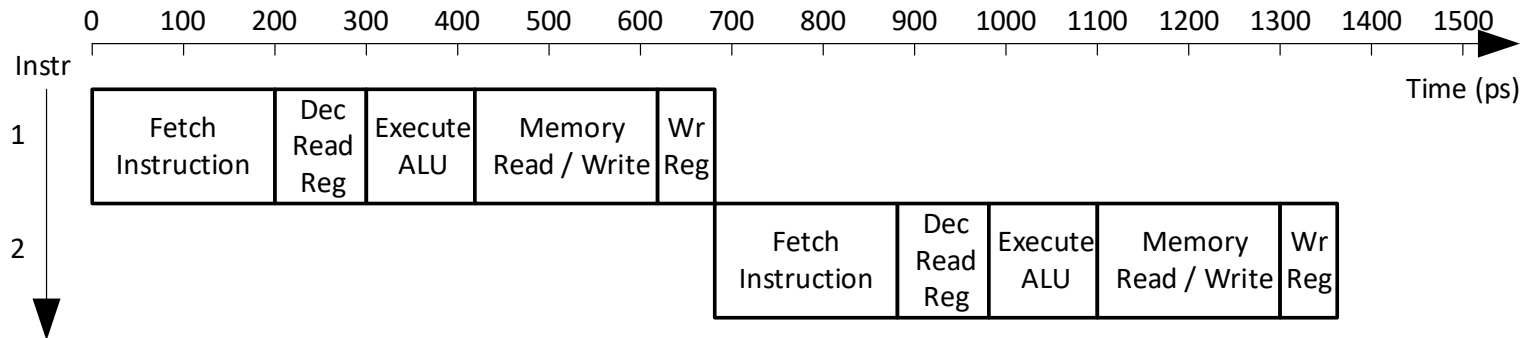 0 100 200 300 400 500 600 700 800 900 1000 1100 1200 1300 1400 1500
Instr
Time (ps)
1
Fetch
Instruction
Dec
Read
Reg
Execute
ALU
Memory
Read / Write
Wr
Reg
2
Fetch
Instruction
Dec
Read
Reg
Execute
ALU
Memory
Read / Write
Wr
Reg